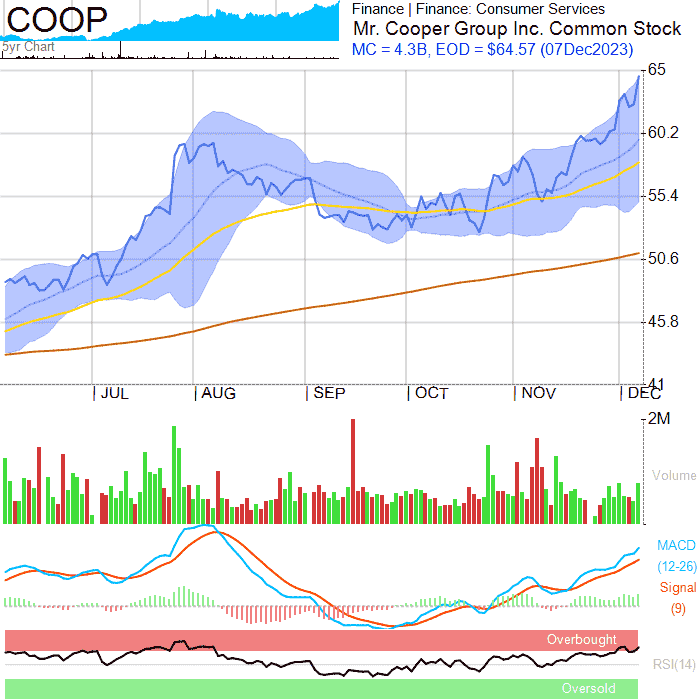 COOP
5yr Chart
Finance | Finance: Consumer Services
Mr. Cooper Group Inc. Common Stock
MC = 4.3B, EOD = $64.57 (07Dec2023)
65
60.2
55.4
50.6
45.8
41
JUL
AUG
SEP
OCT
NOV
DEC
2M
Volume
MACD
(12-26)
Signal
(9)
Overbought
RSI(14)
Oversold